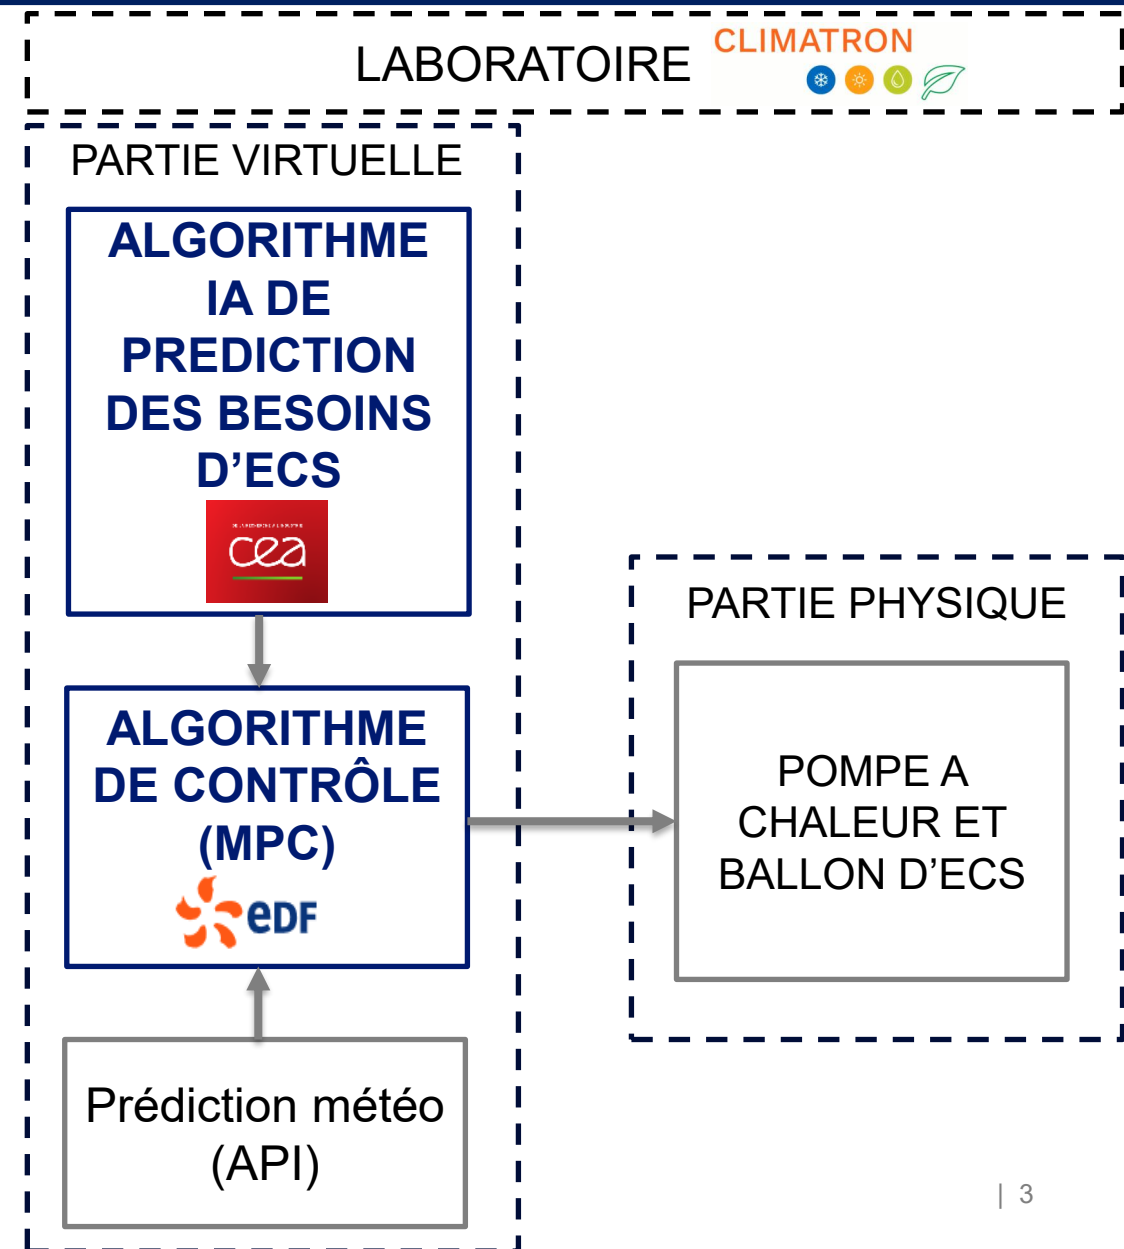 LABORATOIRE CLIMATRON
PARTIE VIRTUELLE
ALGORITHME
IA DE
PREDICTION
DES BESOINS
D’ECS
cea
ALGORITHME
DE CONTRÔLE
(MPC)
eDF
Prédiction météo
(API)
PARTIE PHYSIQUE
POMPE A
CHALEUR ET
BALLON D’ECS
| 3